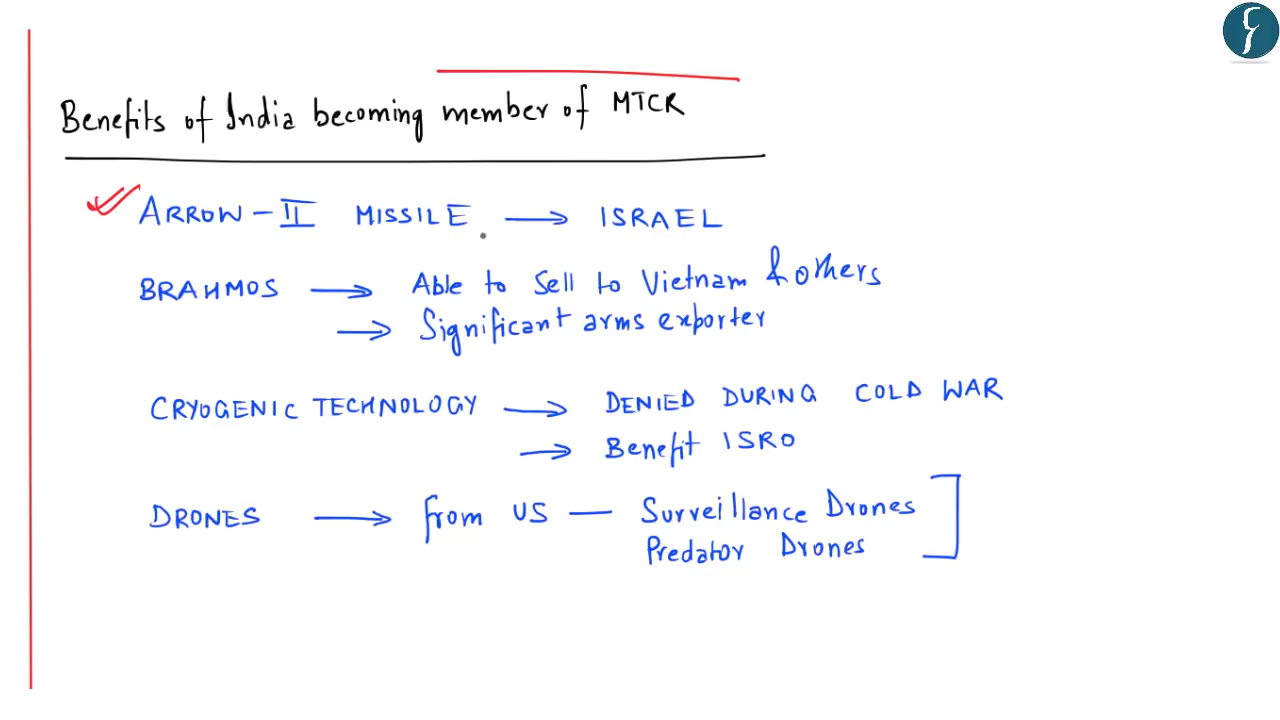 Benefits of India becoming member of MTCR
ARROW - II MISSILE → ISRAEL
BRAHMOS → Able to Sell to Vietnam & others
→ Significant arms exporter
CRYOGENIC TECHNOLOGY → DENIED DURING COLD WAR
→ Benefit ISRO
DRONES → from US — Surveillance Drones
Predator Drones